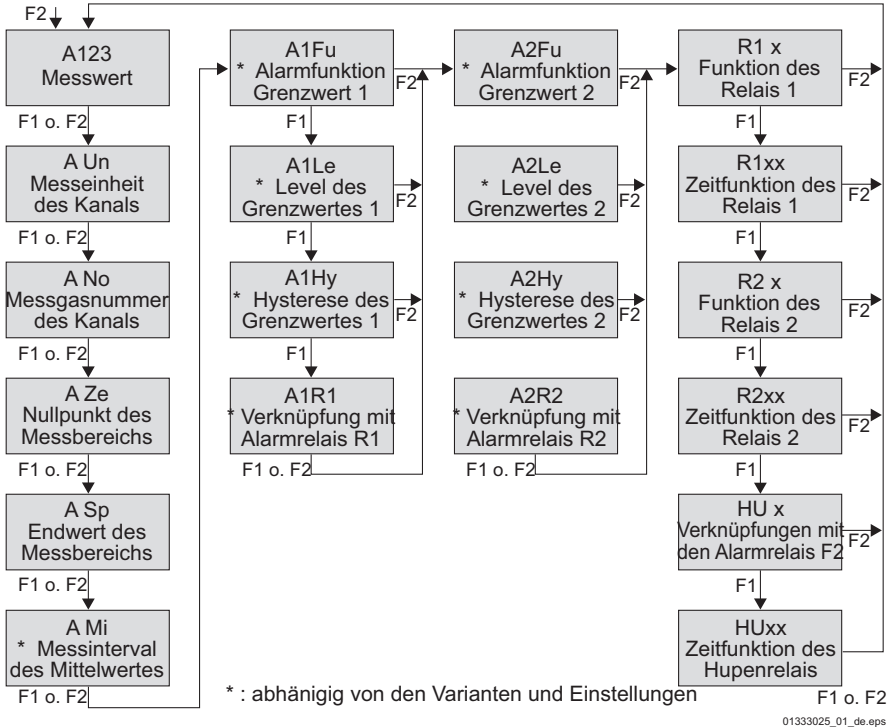 F2
A123
Messwert
F1 o. F2
A Un
Messeinheit
des Kanals
F1 o. F2
A No
Messgasnummer
des Kanals
F1 o. F2
A Ze
Nullpunkt des
Messbereichs
F1 o. F2
A Sp
Endwert des
Messbereichs
F1 o. F2
A Mi
* Messinterval
des Mittelwertes
F1 o. F2
A1Fu
* Alarmfunktion
Grenzwert 1
F2
F1
A1Le
* Level des
Grenzwertes 1
F2
F1
A1Hy
* Hysterese des
Grenzwertes 1
F2
F1
A1R1
* Verknüpfung mit
Alarmrelais R1
F1 o. F2
A2Fu
* Alarmfunktion
Grenzwert 2
F2
A2Le
* Level des
Grenzwertes 2
F2
A2Hy
* Hysterese des
Grenzwertes 2
F2
A2R2
* Verknüpfung mit
Alarmrelais R2
F1 o. F2
R1 x
Funktion des
Relais 1
F2
F1
R1xx
Zeitfunktion des
Relais 1
F2
F1
R2 x
Funktion des
Relais 2
F2
F1
R2xx
Zeitfunktion des
Relais 2
F2
F1
HU x
Verknüpfungen mit
den Alarmrelais F2
F2
F1
HUxx
Zeitfunktion des
Hupenrelais
F1 o. F2
* : abhänigig von den Varianten und Einstellungen
01333025_01_de.eps